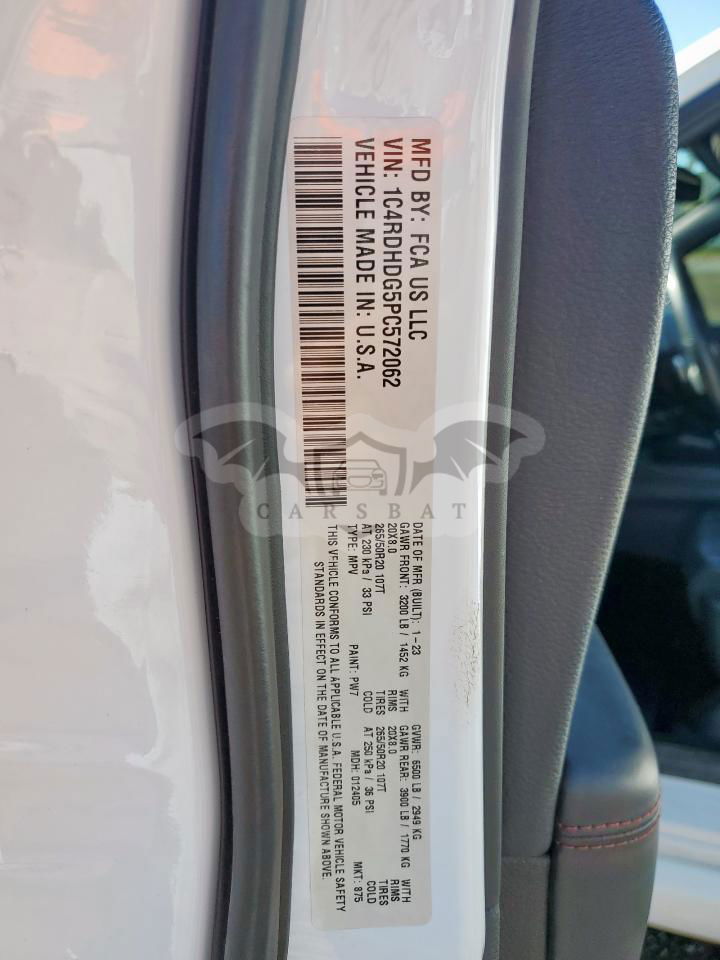 MFD BY: FCA US LLC
VIN: 1C4RDHDG5PC572062
VEHICLE MADE IN: U.S.A.
DATE OF MFR (BUILT): 1-23 GVWR: 6500 LB / 2949 KG
GAWR FRONT: 3200 LB / 1452 KG WITH GAWR REAR: 3900 LB / 1770 KG WITH
20X8.0 RIMS 20X8.0 RIMS
265/50R20 107T TIRES 265/50R20 107T TIRES
AT 230 kPa / 33 PSI COLD AT 250 kPa / 36 PSI COLD
TYPE: MPV PAINT: PW7 MDH: 012405 MKT: 875
THIS VEHICLE CONFORMS TO ALL APPLICABLE U.S.A. FEDERAL MOTOR VEHICLE SAFETY
STANDARDS IN EFFECT ON THE DATE OF MANUFACTURE SHOWN ABOVE.
CARSBAT